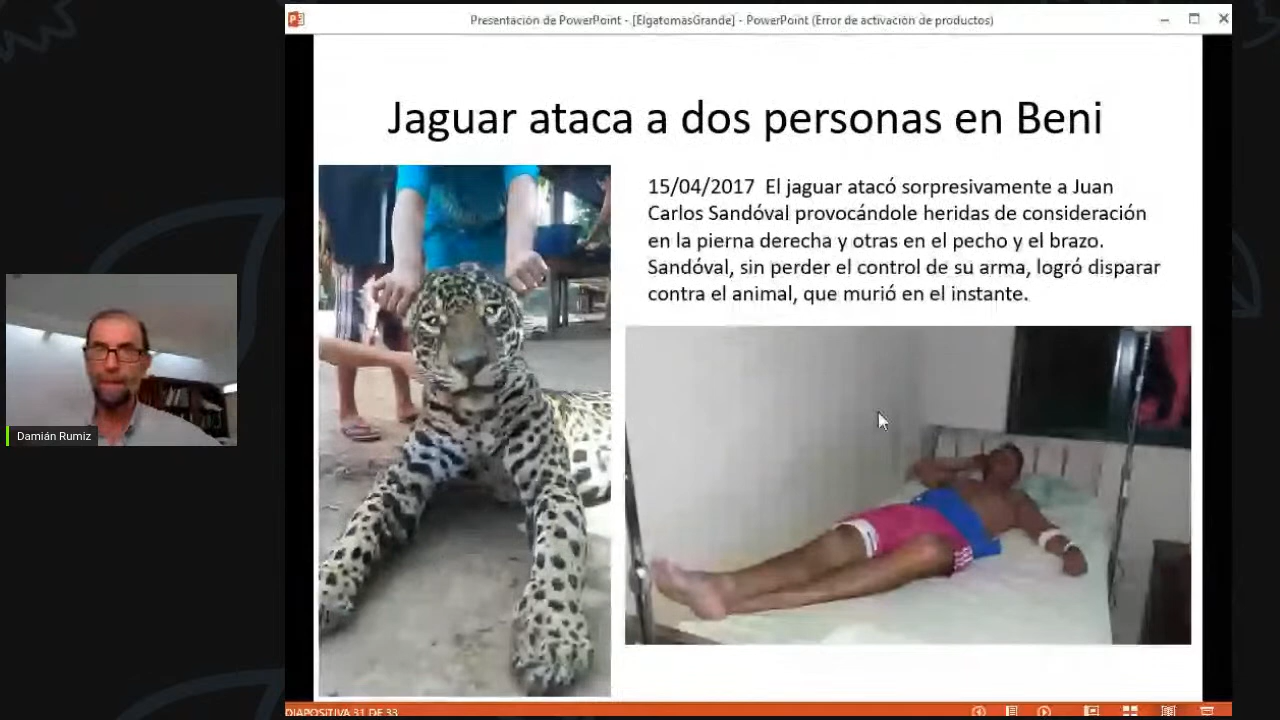 Presentación de PowerPoint - [ElgatomasGrande] - PowerPoint (Error de activación de productos)
Jaguar ataca a dos personas en Beni
15/04/2017 El jaguar atacó sorpresivamente a Juan
Carlos Sandóval provocándole heridas de consideración
en la pierna derecha y otras en el pecho y el brazo.
Sandóval, sin perder el control de su arma, logró disparar
contra el animal, que murió en el instante.
Damián Rumiz
DIAPOSITIVA 31 DE 33